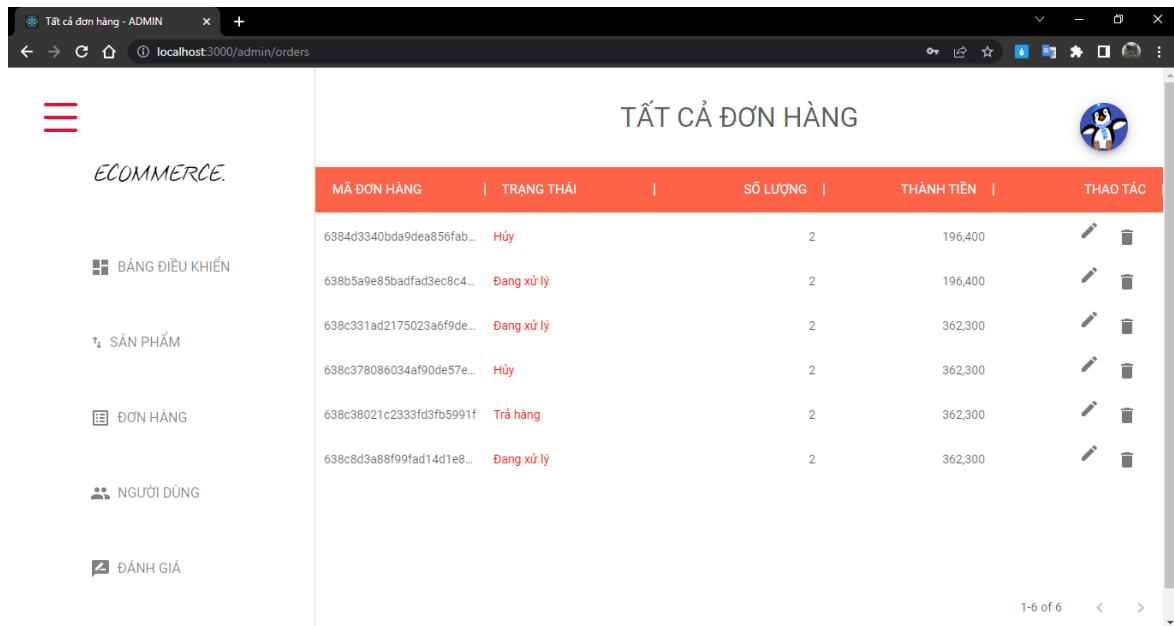 Tất cả đơn hàng - ADMIN
localhost:3000/admin/orders
TẤT CẢ ĐƠN HÀNG
ECOMMERCE.
BẢNG ĐIỀU KHIỂN
SẢN PHẨM
ĐƠN HÀNG
NGƯỜI DÙNG
ĐÁNH GIÁ
MÃ ĐƠN HÀNG | TRẠNG THÁI | SỐ LƯỢNG | THÀNH TIỀN | THAO TÁC |
6384d3340bda9dea856fab... Hủy 2 196,400
638b5a9e85badfad3ec8c4... Đang xử lý 2 196,400
638c331ad2175023a6f9de... Đang xử lý 2 362,300
638c378086034af90de57e... Hủy 2 362,300
638c38021c2333fd3fb5991f Trả hàng 2 362,300
638c8d3a88f99fad14d1e8... Đang xử lý 2 362,300
1-6 of 6